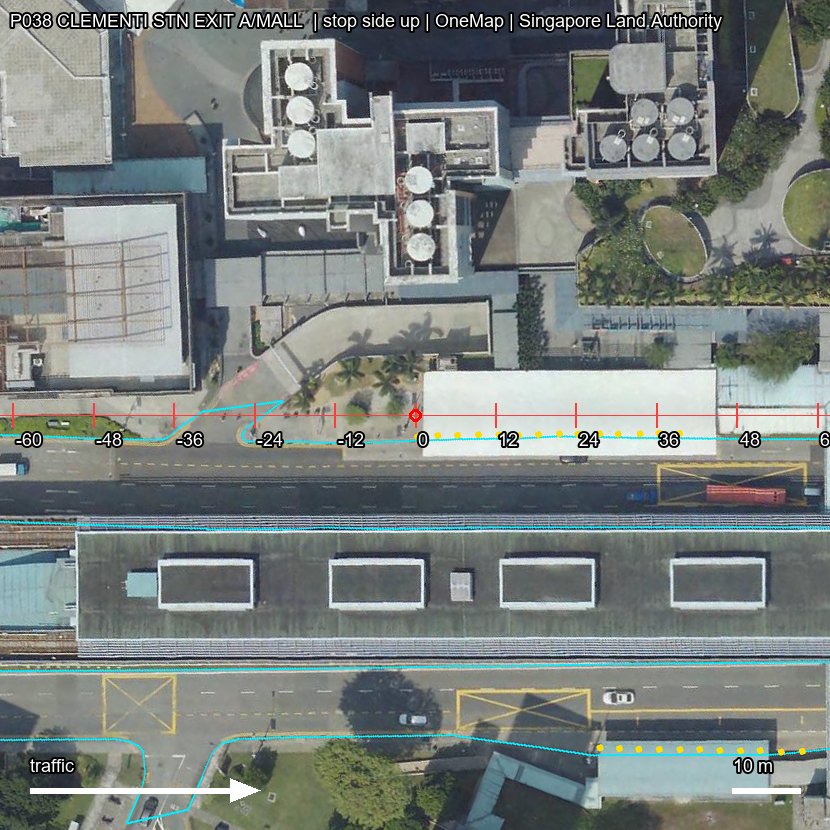 P038 CLEMENTI STN EXIT A/MALL | stop side up | OneMap | Singapore Land Authority
-60 -48 -36 -24 -12 0 12 24 36 48 6
traffic
10 m